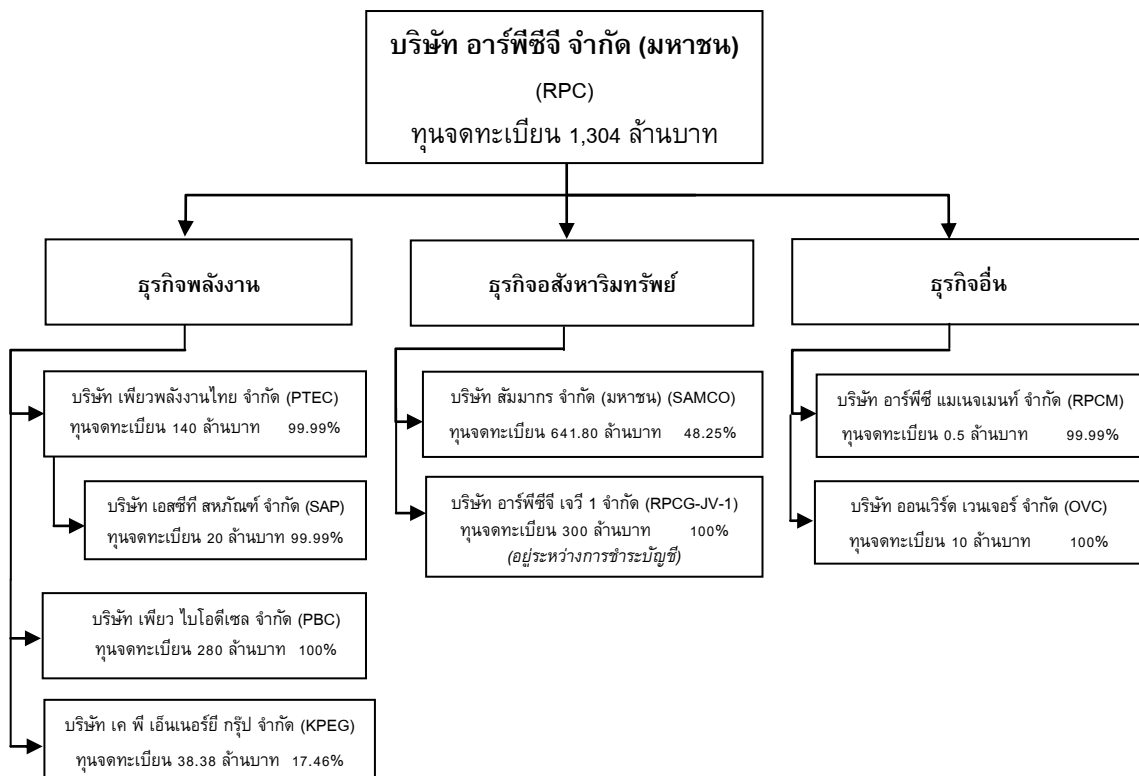 บริษัท อาร์พีซีจี จำกัด (มหาชน)
(RPC)
ทุนจดทะเบียน 1,304 ล้านบาท
ธุรกิจพลังงาน
ธุรกิจอสังหาริมทรัพย์
ธุรกิจอื่น
บริษัท เพียวพลังงานไทย จำกัด (PTEC)
ทุนจดทะเบียน 140 ล้านบาท 99.99%
บริษัท เอสซีที สหภัณฑ์ จำกัด (SAP)
ทุนจดทะเบียน 20 ล้านบาท 99.99%
บริษัท เพียว ไบโอดีเซล จำกัด (PBC)
ทุนจดทะเบียน 280 ล้านบาท 100%
บริษัท เค พี เอ็นเนอร์ยี กรุ๊ป จำกัด (KPEG)
ทุนจดทะเบียน 38.38 ล้านบาท 17.46%
บริษัท สัมมากร จำกัด (มหาชน) (SAMCO)
ทุนจดทะเบียน 641.80 ล้านบาท 48.25%
บริษัท อาร์พีซีจี เจวี 1 จำกัด (RPCG-JV-1)
ทุนจดทะเบียน 300 ล้านบาท 100%
(อยู่ระหว่างการชำระบัญชี)
บริษัท อาร์พีซี แมเนจเมนท์ จำกัด (RPCM)
ทุนจดทะเบียน 0.5 ล้านบาท 99.99%
บริษัท ออนเวิร์ด เวนเจอร์ จำกัด (OVC)
ทุนจดทะเบียน 10 ล้านบาท 100%